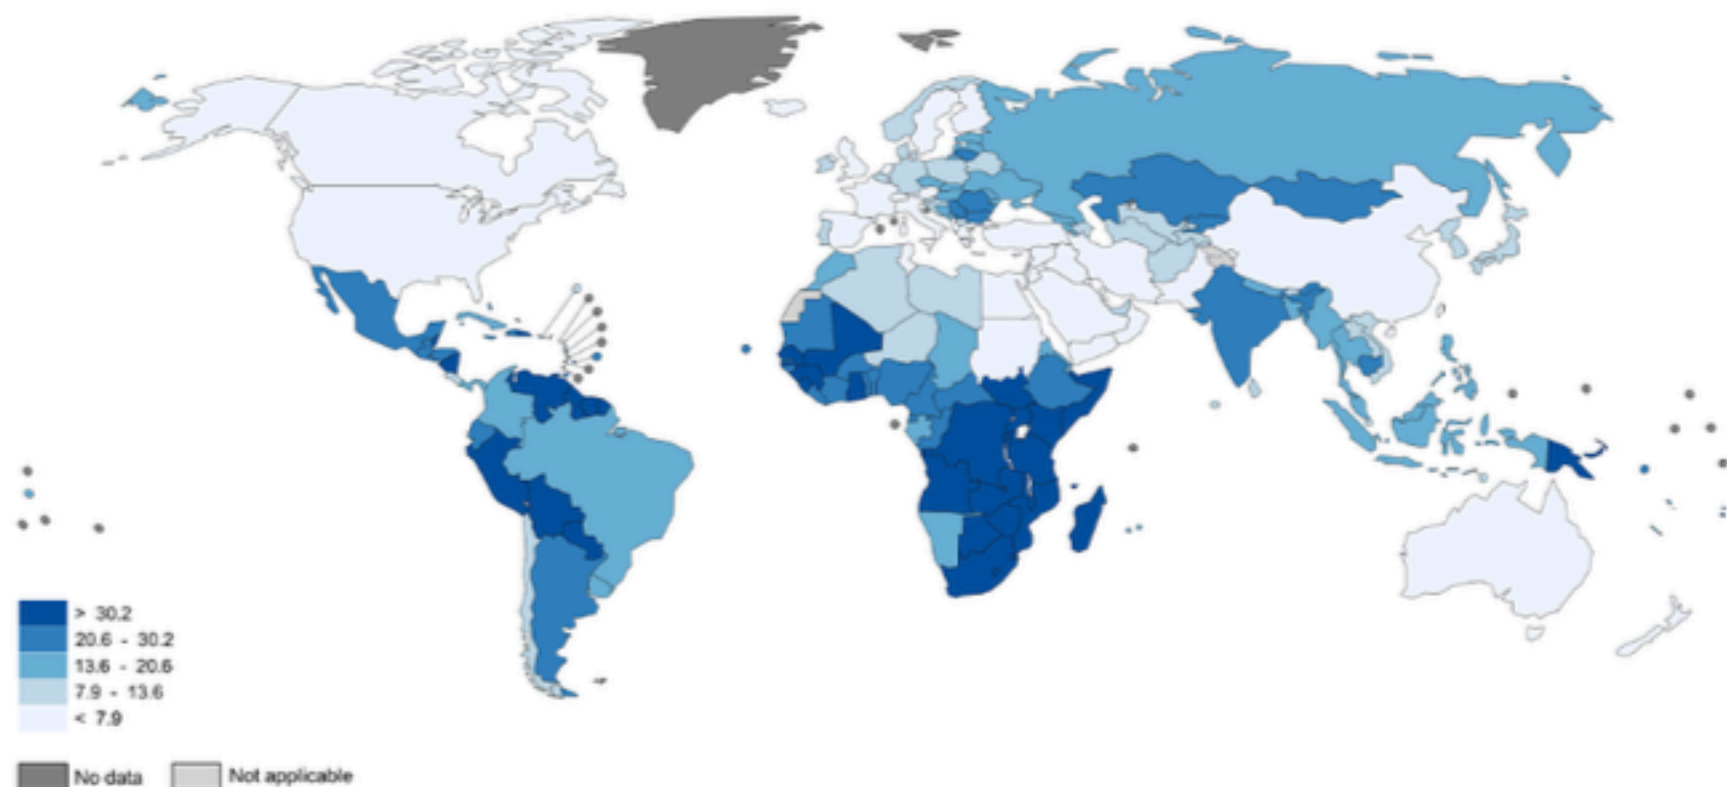 > 30.2
20.6 - 30.2
13.6 - 20.6
7.9 - 13.6
< 7.9
No data
Not applicable